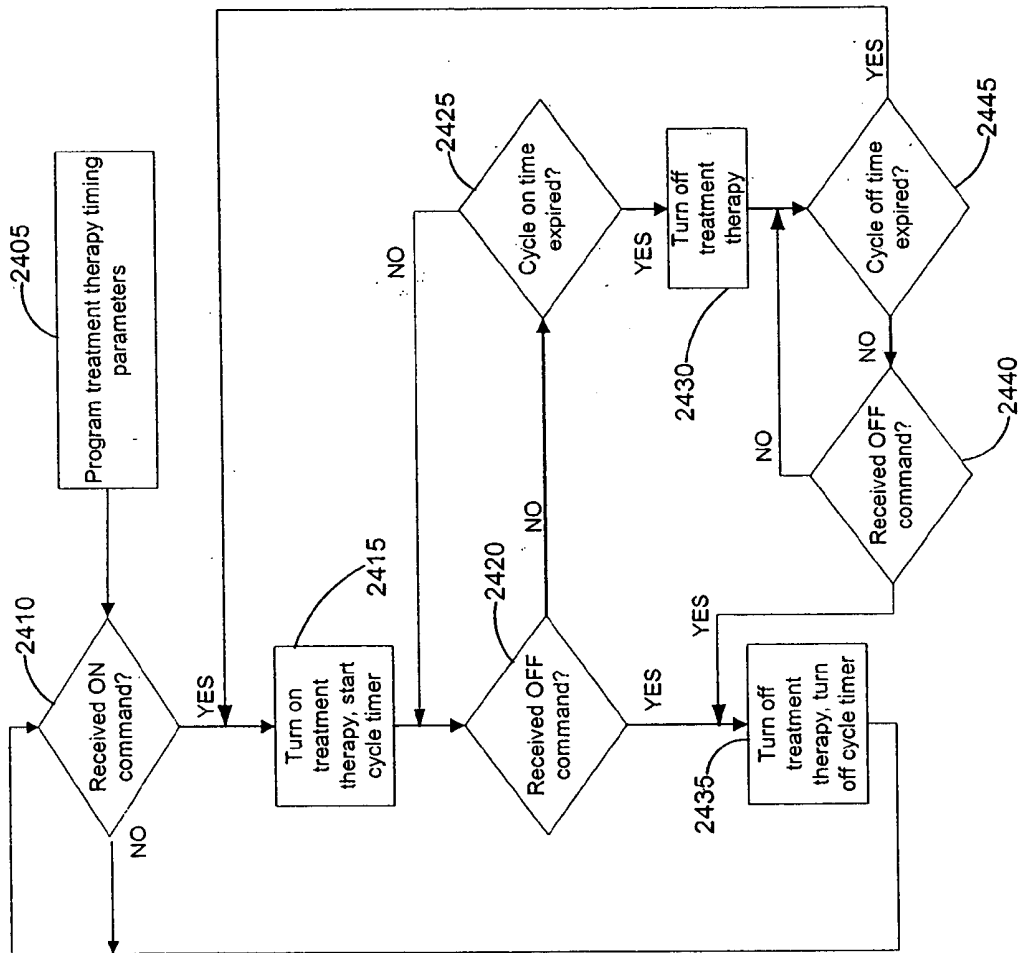 2405
Program treatment therapy timing
parameters
2410
Received ON
command?
NO
YES
2415
Turn on
treatment
therapy, start
cycle timer
2420
Received OFF
command?
NO
YES
2425
Cycle on time
expired?
NO
YES
2430
Turn off
treatment
therapy
2445
Cycle off time
expired?
YES
NO
2440
Received OFF
command?
NO
YES
2435
Turn off
treatment
therapy, turn
off cycle timer